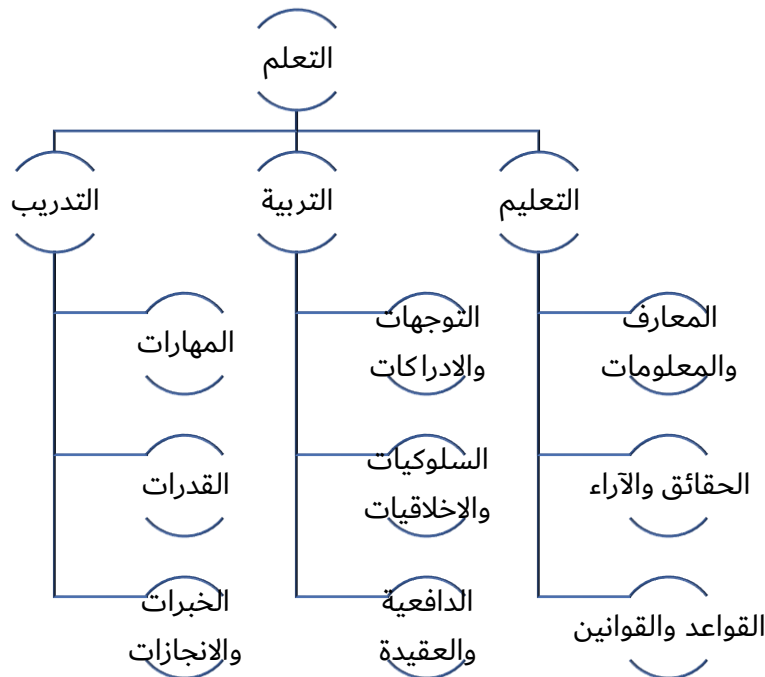 التعلم
التعليم
التربية
التدريب
المعارف
والمعلومات
الحقائق والآراء
القواعد والقوانين
التوجهات
والادراكات
السلوكيات
والاخلاقيات
الدافعية
والعقيدة
المهارات
القدرات
الخبرات
والانجازات